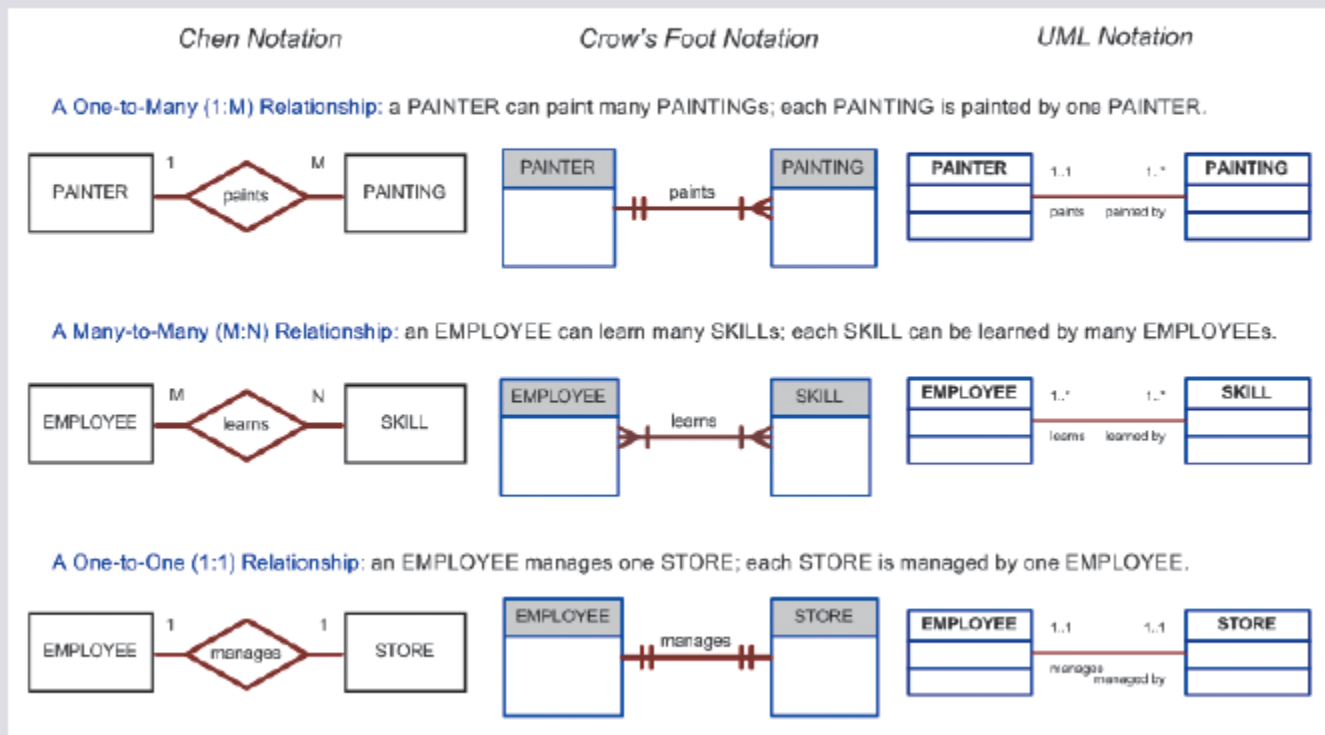 Chen Notation Crow's Foot Notation UML Notation
A One-to-Many (1:M) Relationship: a PAINTER can paint many PAINTINGs; each PAINTING is painted by one PAINTER.
PAINTER 1 paints M PAINTING
PAINTER paints PAINTING
PAINTER 1..1 1..* PAINTING
paints painted by
A Many-to-Many (M:N) Relationship: an EMPLOYEE can learn many SKILLs; each SKILL can be learned by many EMPLOYEEs.
EMPLOYEE M learns N SKILL
EMPLOYEE learns SKILL
EMPLOYEE 1..* 1..* SKILL
learns learned by
A One-to-One (1:1) Relationship: an EMPLOYEE manages one STORE; each STORE is managed by one EMPLOYEE.
EMPLOYEE 1 manages 1 STORE
EMPLOYEE manages STORE
EMPLOYEE 1..1 1..1 STORE
manages
managed by